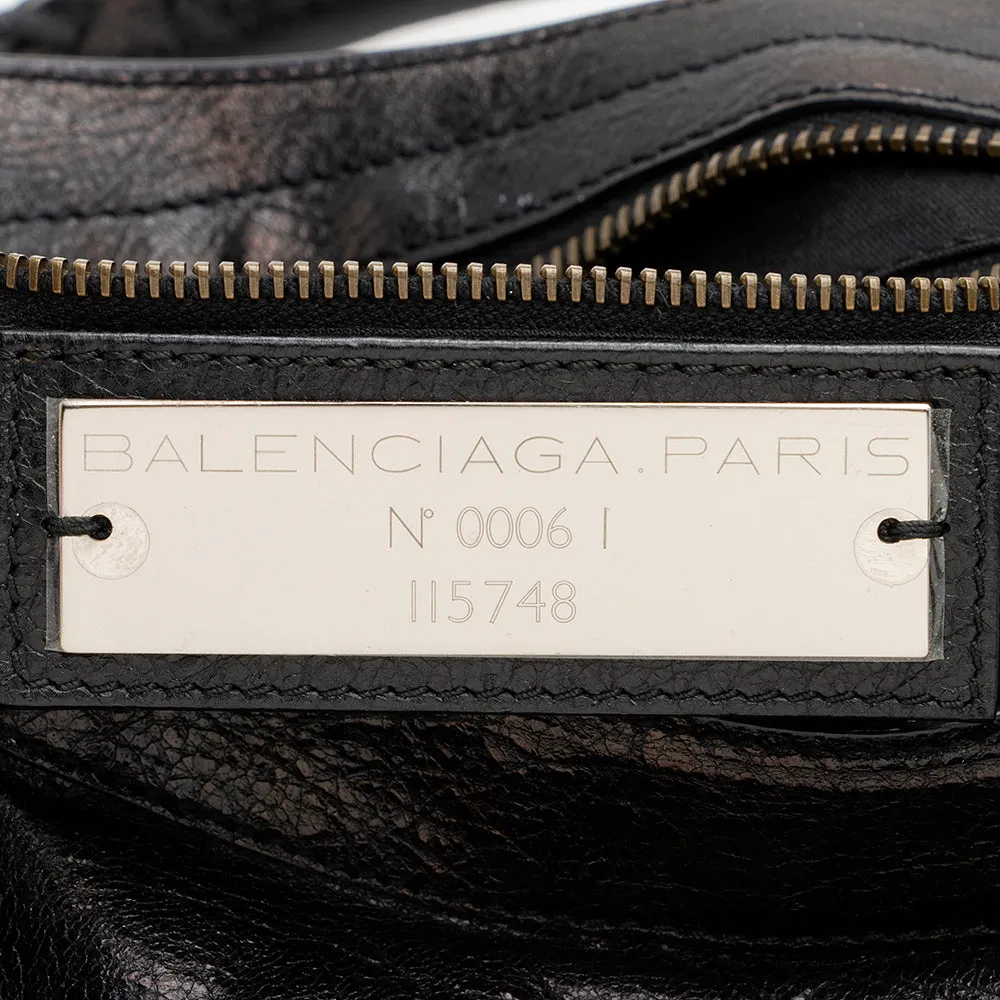 BALENCIAGA.PARIS
N° 0006 I
115748